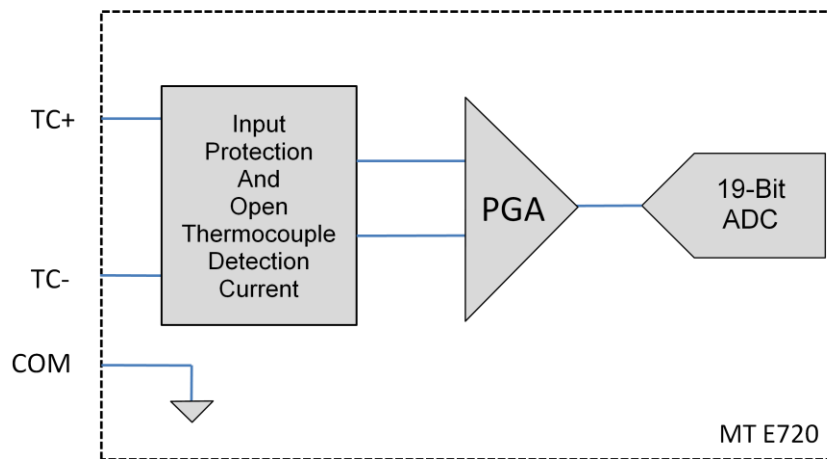 TC+
Input
Protection
And
Open
Thermocouple
Detection
Current
TC-
PGA
19-Bit
ADC
COM
MT E720